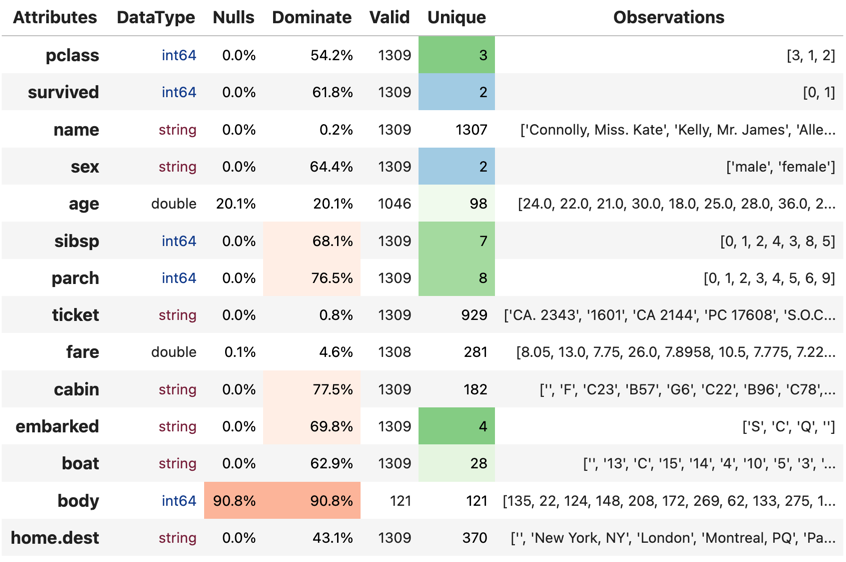 Attributes DataType Nulls Dominate Valid Unique Observations
pclass int64 0.0% 54.2% 1309 3 [3, 1, 2]
survived int64 0.0% 61.8% 1309 2 [0, 1]
name string 0.0% 0.2% 1309 1307 ['Connolly, Miss. Kate', 'Kelly, Mr. James', 'Alle...
sex string 0.0% 64.4% 1309 2 ['male', 'female']
age double 20.1% 20.1% 1046 98 [24.0, 22.0, 21.0, 30.0, 18.0, 25.0, 28.0, 36.0, 2...
sibsp int64 0.0% 68.1% 1309 7 [0, 1, 2, 4, 3, 8, 5]
parch int64 0.0% 76.5% 1309 8 [0, 1, 2, 3, 4, 5, 6, 9]
ticket string 0.0% 0.8% 1309 929 ['CA. 2343', '1601', 'CA 2144', 'PC 17608', 'S.O.C...
fare double 0.1% 4.6% 1308 281 [8.05, 13.0, 7.75, 26.0, 7.8958, 10.5, 7.775, 7.22...
cabin string 0.0% 77.5% 1309 182 ['', 'F', 'C23', 'B57', 'G6', 'C22', 'B96', 'C78',...
embarked string 0.0% 69.8% 1309 4 ['S', 'C', 'Q', '']
boat string 0.0% 62.9% 1309 28 ['', '13', 'C', '15', '14', '4', '10', '5', '3', '...
body int64 90.8% 90.8% 121 121 [135, 22, 124, 148, 208, 172, 269, 62, 133, 275, 1...
home.dest string 0.0% 43.1% 1309 370 ['', 'New York, NY', 'London', 'Montreal, PQ', 'Pa...